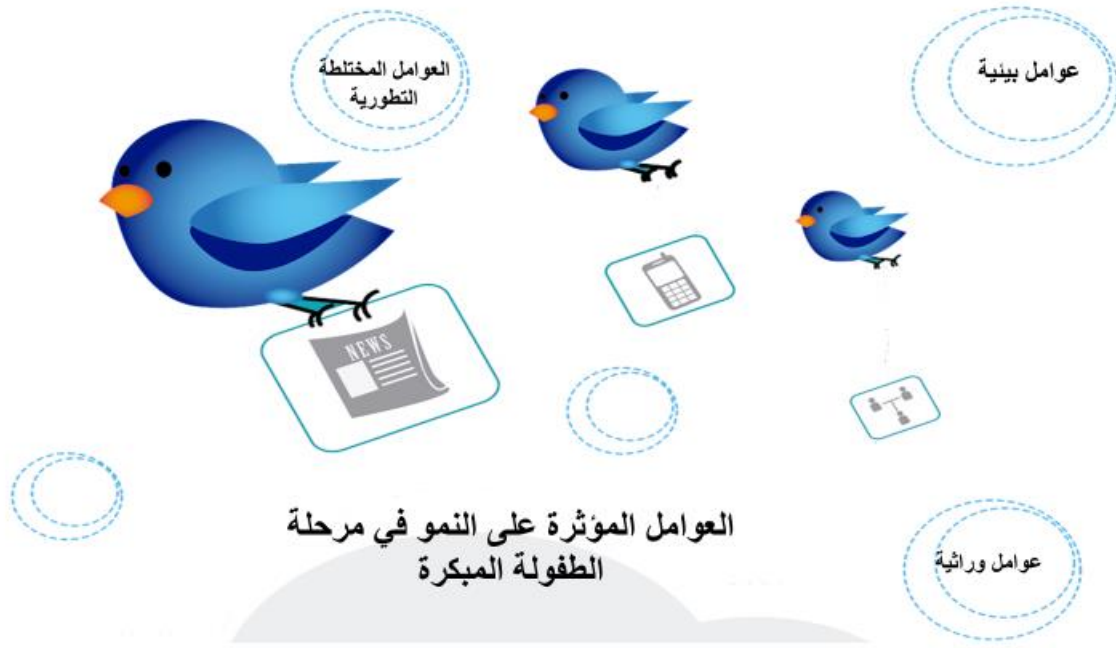 العوامل المختلطة
التطورية
عوامل بيئية
NEWS
العوامل المؤثرة على النمو في مرحلة
الطفولة المبكرة
عوامل وراثية